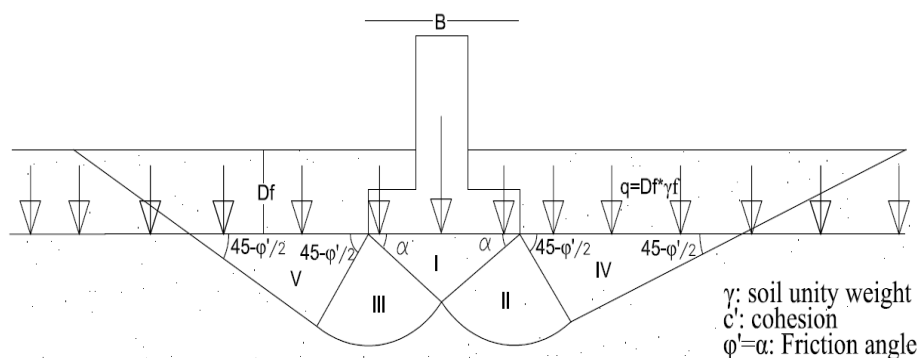 B
Df
q=Df*γf
45-φ'/2
45-φ'/2
α
α
45-φ'/2
45-φ'/2
I
V
IV
III
II
γ: soil unity weight
c': cohesion
φ'=α: Friction angle